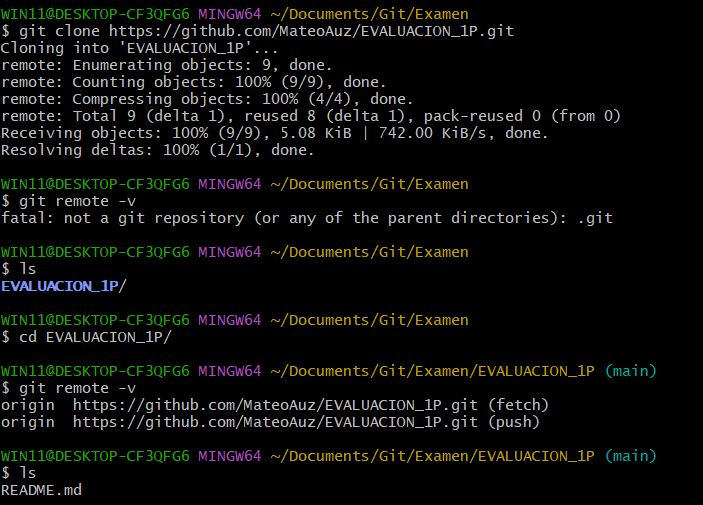 WIN11@DESKTOP-CF3QFG6 MINGW64 ~/Documents/Git/Examen
$ git clone https://github.com/MateoAuz/EVALUACION_1P.git
Cloning into 'EVALUACION_1P'...
remote: Enumerating objects: 9, done.
remote: Counting objects: 100% (9/9), done.
remote: Compressing objects: 100% (4/4), done.
remote: Total 9 (delta 1), reused 8 (delta 1), pack-reused 0 (from 0)
Receiving objects: 100% (9/9), 5.08 KiB | 742.00 KiB/s, done.
Resolving deltas: 100% (1/1), done.
WIN11@DESKTOP-CF3QFG6 MINGW64 ~/Documents/Git/Examen
$ git remote -v
fatal: not a git repository (or any of the parent directories): .git
WIN11@DESKTOP-CF3QFG6 MINGW64 ~/Documents/Git/Examen
$ ls
EVALUACION_1P/
WIN11@DESKTOP-CF3QFG6 MINGW64 ~/Documents/Git/Examen
$ cd EVALUACION_1P/
WIN11@DESKTOP-CF3QFG6 MINGW64 ~/Documents/Git/Examen/EVALUACION_1P (main)
$ git remote -v
origin  https://github.com/MateoAuz/EVALUACION_1P.git (fetch)
origin  https://github.com/MateoAuz/EVALUACION_1P.git (push)
WIN11@DESKTOP-CF3QFG6 MINGW64 ~/Documents/Git/Examen/EVALUACION_1P (main)
$ ls
README.md